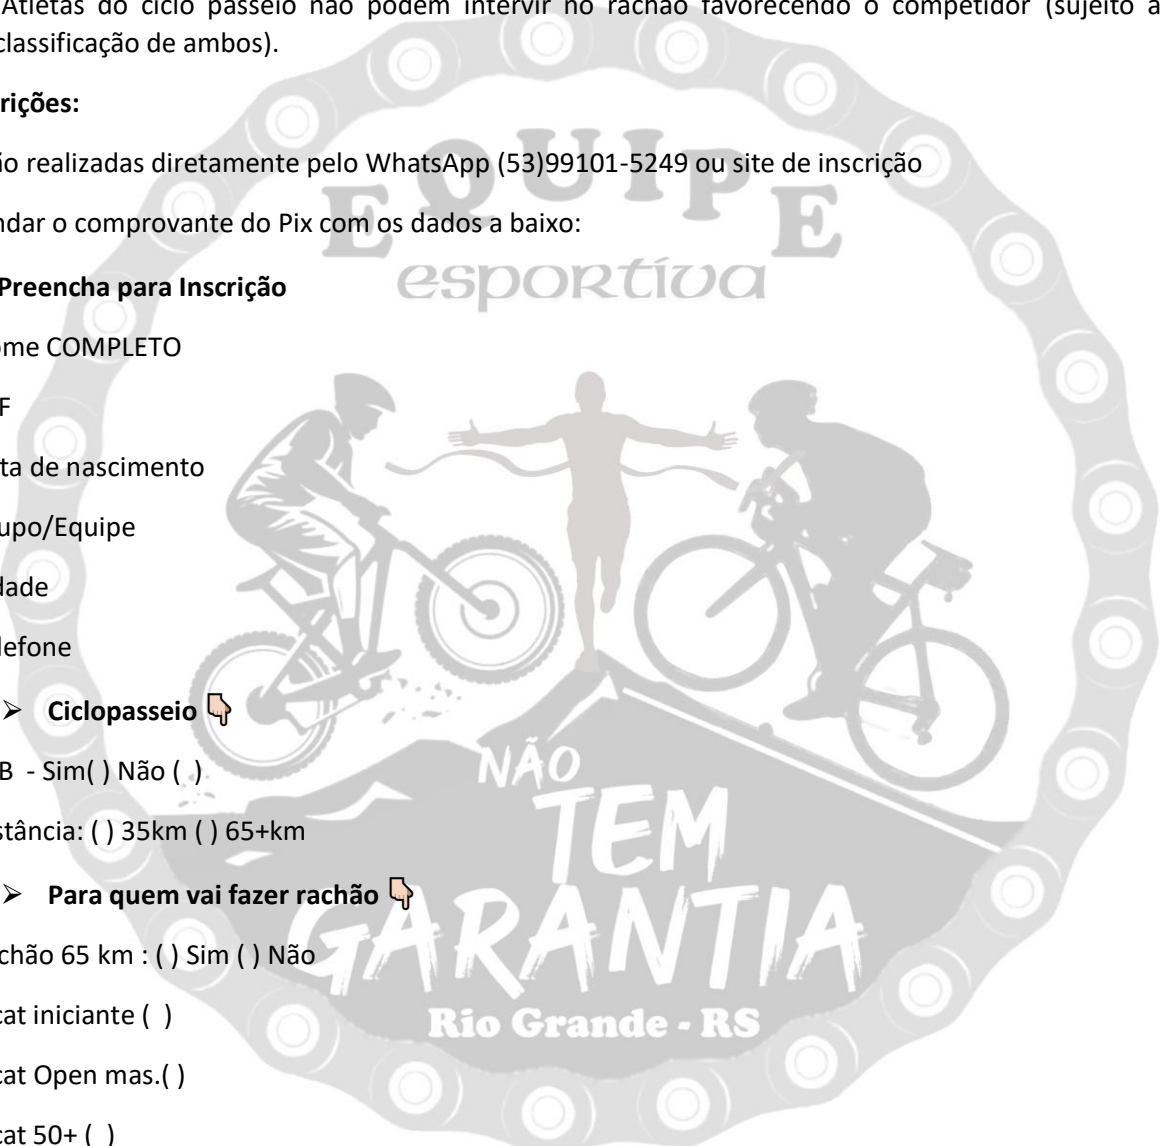 Atletas do ciclo passeio não podem intervir no rachão favorecendo o competidor (sujeito a
classificação de ambos).
rições:
ão realizadas diretamente pelo WhatsApp (53)99101-5249 ou site de inscrição
ndar o comprovante do Pix com os dados a baixo:
Preencha para Inscrição
ome COMPLETO
F
ta de nascimento
upo/Equipe
dade
lefone
➢ Ciclopasseio 👇
B - Sim( ) Não ( )
stância: ( ) 35km ( ) 65+km
➢ Para quem vai fazer rachão 👇
chão 65 km : ( ) Sim ( ) Não
cat iniciante ( )
cat Open mas.( )
cat 50+ ( )
EQUIPE
esportiva
NÃO
TEM
GARANTIA
Rio Grande - RS